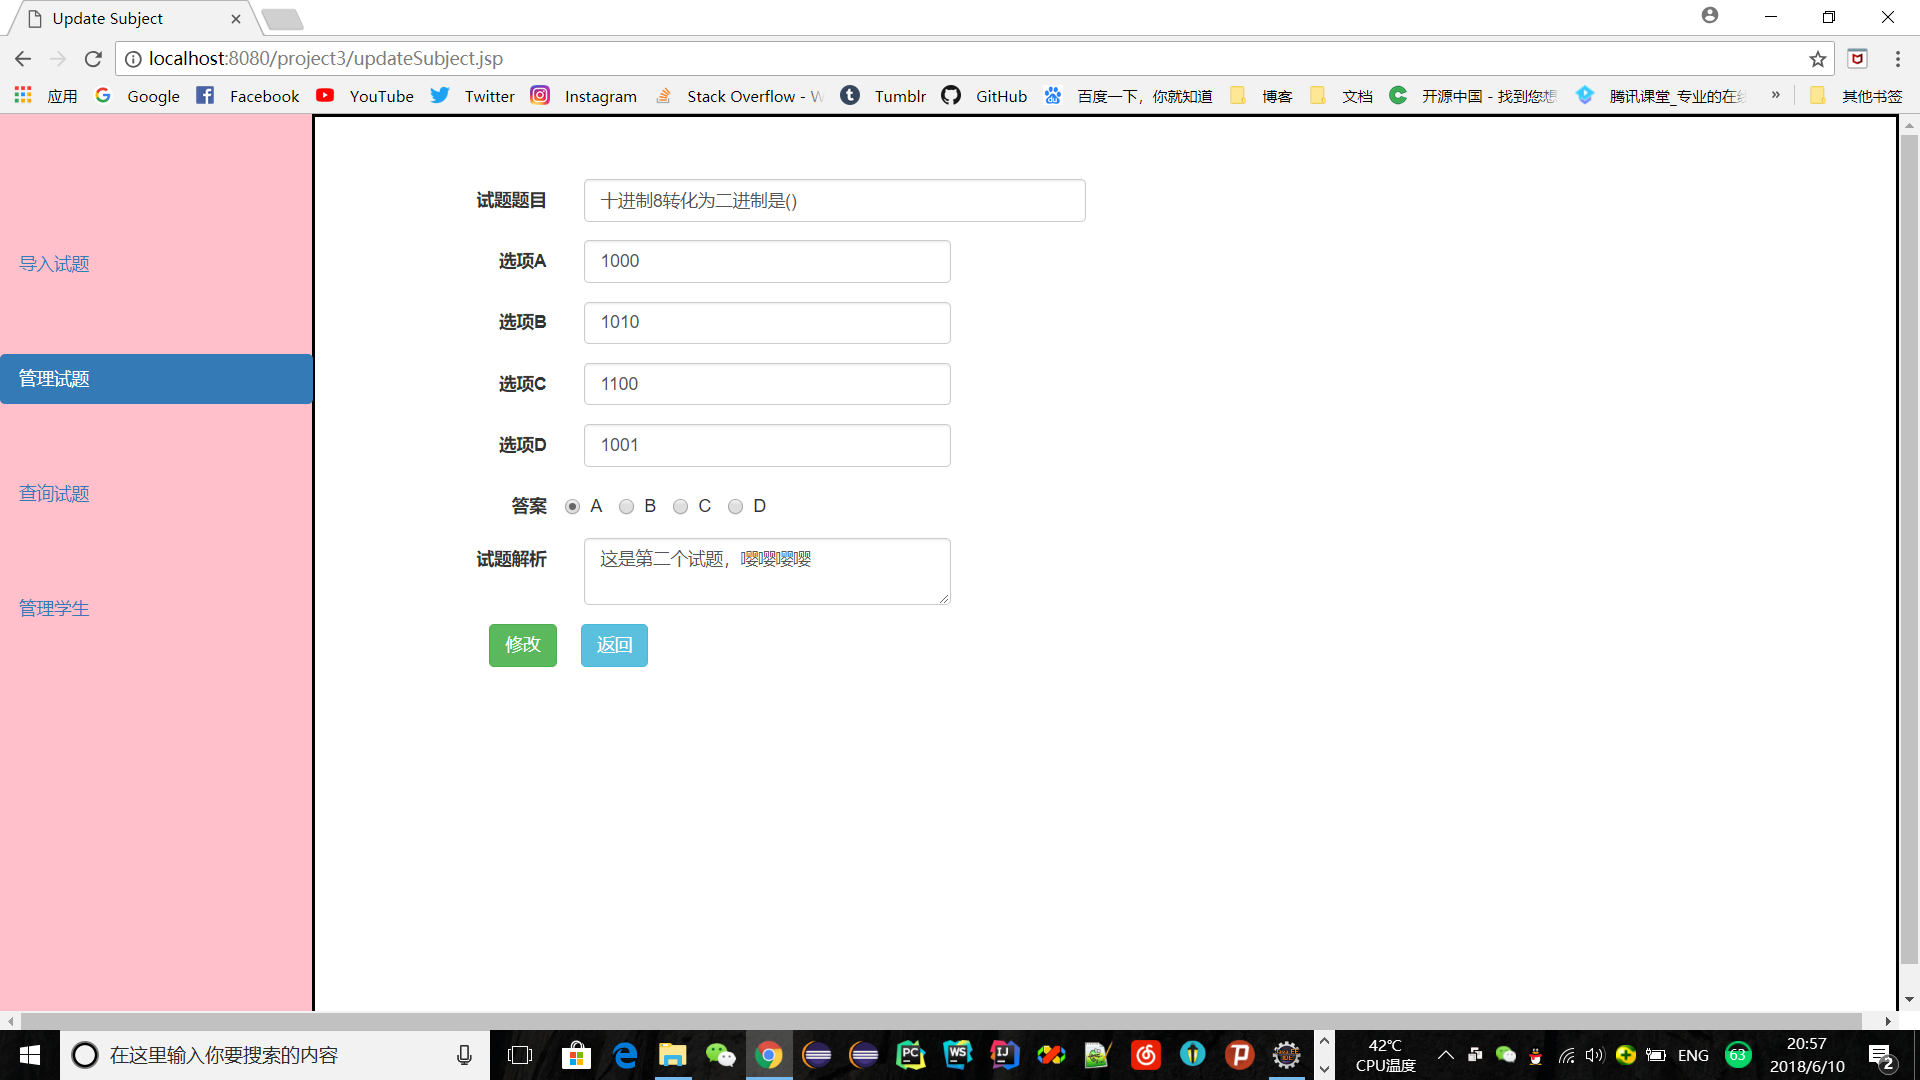 Update Subject
localhost:8080/project3/updateSubject.jsp
应用 Google Facebook YouTube Twitter Instagram Stack Overflow - W Tumblr GitHub 百度一下，你就知道 博客 文档 开源中国 - 找到您想 腾讯课堂_专业的在线 » 其他书签
导入试题
管理试题
查询试题
管理学生
试题题目 十进制8转化为二进制是()
选项A 1000
选项B 1010
选项C 1100
选项D 1001
答案 A B C D
试题解析 这是第二个试题，嘤嘤嘤嘤
修改 返回
在这里输入你要搜索的内容
42℃
CPU温度
ENG
63
20:57
2018/6/10
2